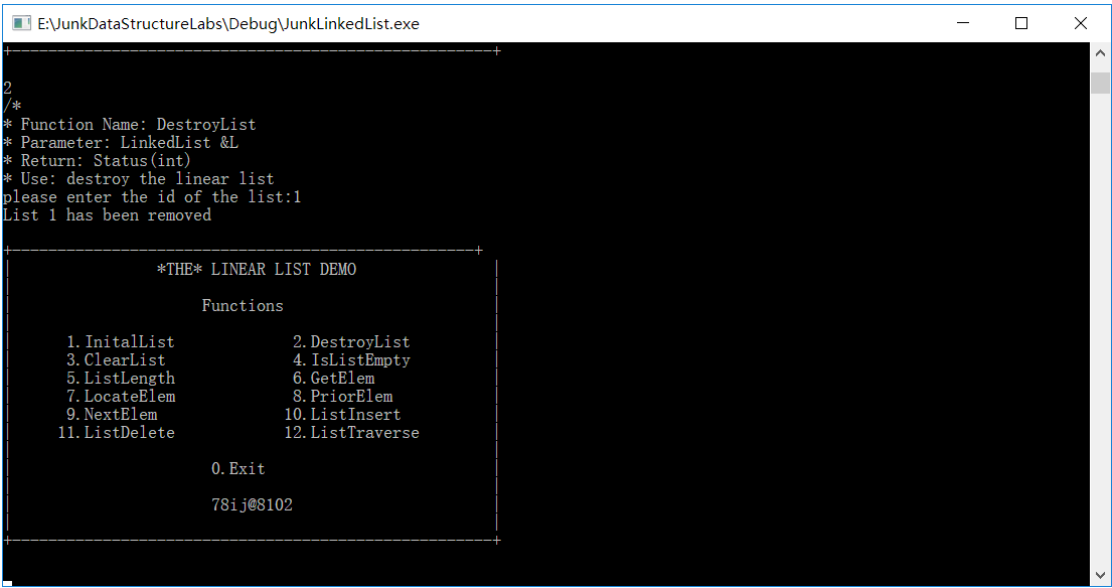 E:\JunkDataStructureLabs\Debug\JunkLinkedList.exe
2
/*
* Function Name: DestroyList
* Parameter: LinkedList &L
* Return: Status(int)
* Use: destroy the linear list
please enter the id of the list:1
List 1 has been removed
*THE* LINEAR LIST DEMO
Functions
1.InitalList 2.DestroyList
3.ClearList 4.IsListEmpty
5.ListLength 6.GetElem
7.LocateElem 8.PriorElem
9.NextElem 10.ListInsert
11.ListDelete 12.ListTraverse
0.Exit
78ij@8102